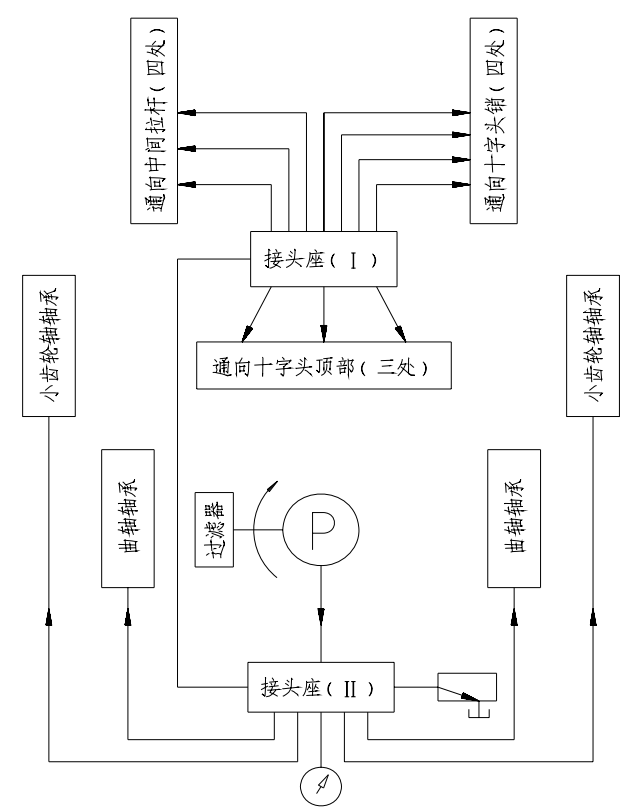 通向中间拉杆(四处)
通向十字头销(四处)
接头座(Ⅰ)
通向十字头顶部(三处)
小齿轮轴轴承
小齿轮轴轴承
曲轴轴承
曲轴轴承
过滤器
P
接头座(Ⅱ)